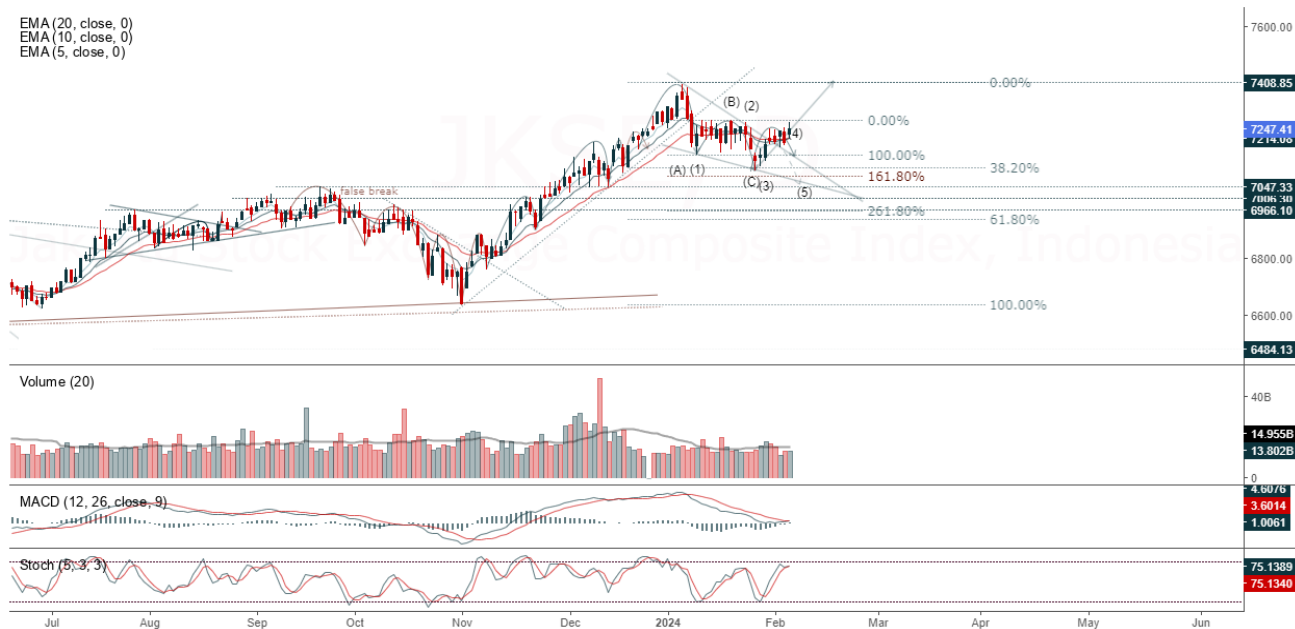 EMA (20, close, 0)
EMA (10, close, 0)
EMA (5, close, 0)
7600.00
7408.85
0.00%
(B) (2)
0.00%
7247.41
(4)
100.00%
38.20%
(A) (1)
161.80%
(C)(3)
(5)
false break
7047.33
7006.30
261.80%
6966.10
61.80%
Stock Exchange Composite Index, Indonesia
6800.00
100.00%
6600.00
6484.13
Volume (20)
40B
14.955B
13.802B
0
MACD (12, 26, close, 9)
4.6076
3.6014
1.0061
Stoch (5, 3, 3)
75.1389
75.1340
Jul Aug Sep Oct Nov Dec 2024 Feb Mar Apr May Jun